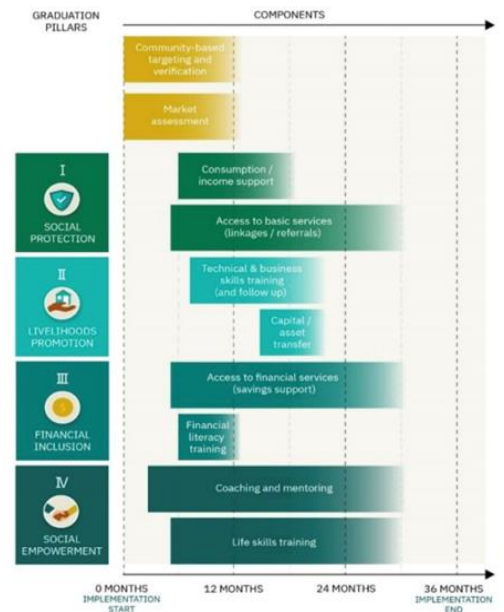 GRADUATION
PILLARS
COMPONENTS
Community-based
targeting and
verification
Market
assessment
I
SOCIAL
PROTECTION
Consumption /
income support
Access to basic services
(linkages / referrals)
II
LIVELIHOODS
PROMOTION
Technical & business
skills training
(and follow up)
Capital /
asset
transfer
III
FINANCIAL
INCLUSION
Access to financial services
(savings support)
Financial
literacy
training
IV
SOCIAL
EMPOWERMENT
Coaching and mentoring
Life skills training
0 MONTHS
IMPLEMENTATION
START
12 MONTHS
24 MONTHS
36 MONTHS
IMPLEMENTATION
END